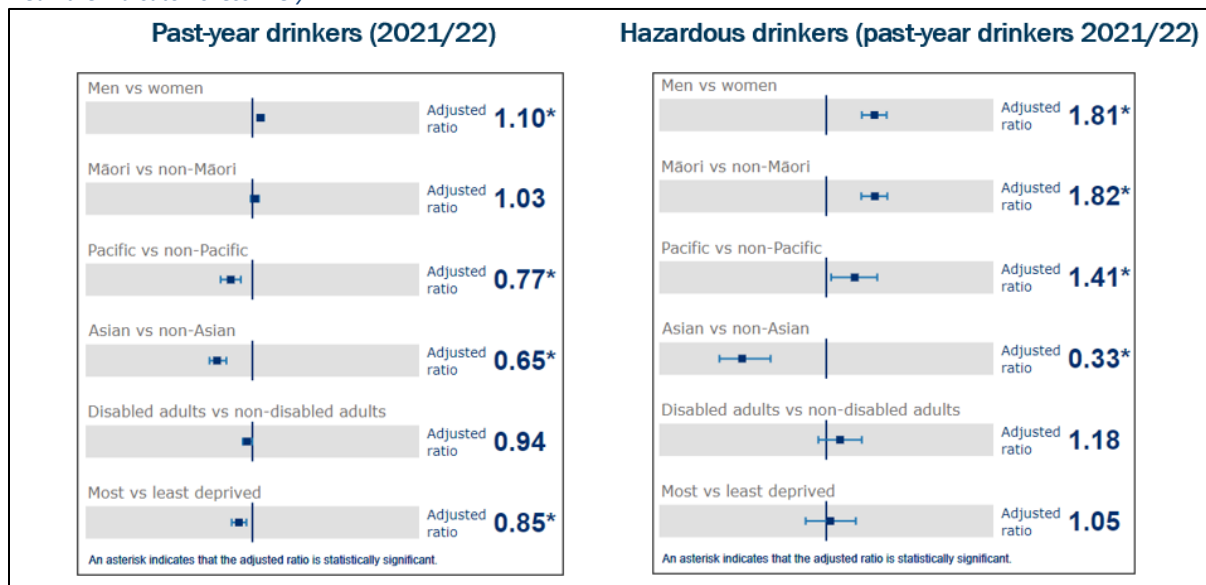 Past-year drinkers (2021/22)
Men vs women
Adjusted
ratio 1.10*
Māori vs non-Māori
Adjusted
ratio 1.03
Pacific vs non-Pacific
Adjusted
ratio 0.77*
Asian vs non-Asian
Adjusted
ratio 0.65*
Disabled adults vs non-disabled adults
Adjusted
ratio 0.94
Most vs least deprived
Adjusted
ratio 0.85*
An asterisk indicates that the adjusted ratio is statistically significant.
Hazardous drinkers (past-year drinkers 2021/22)
Men vs women
Adjusted
ratio 1.81*
Māori vs non-Māori
Adjusted
ratio 1.82*
Pacific vs non-Pacific
Adjusted
ratio 1.41*
Asian vs non-Asian
Adjusted
ratio 0.33*
Disabled adults vs non-disabled adults
Adjusted
ratio 1.18
Most vs least deprived
Adjusted
ratio 1.05
An asterisk indicates that the adjusted ratio is statistically significant.